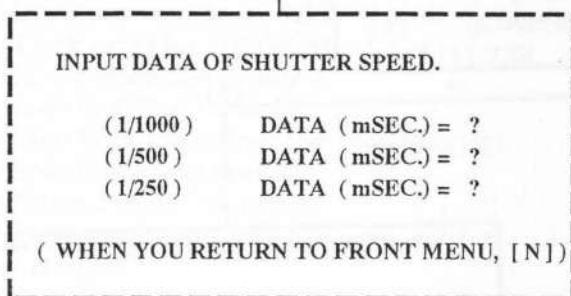 INPUT DATA OF SHUTTER SPEED.
(1/1000) DATA (mSEC.) = ?
(1/500) DATA (mSEC.) = ?
(1/250) DATA (mSEC.) = ?
( WHEN YOU RETURN TO FRONT MENU, [N])